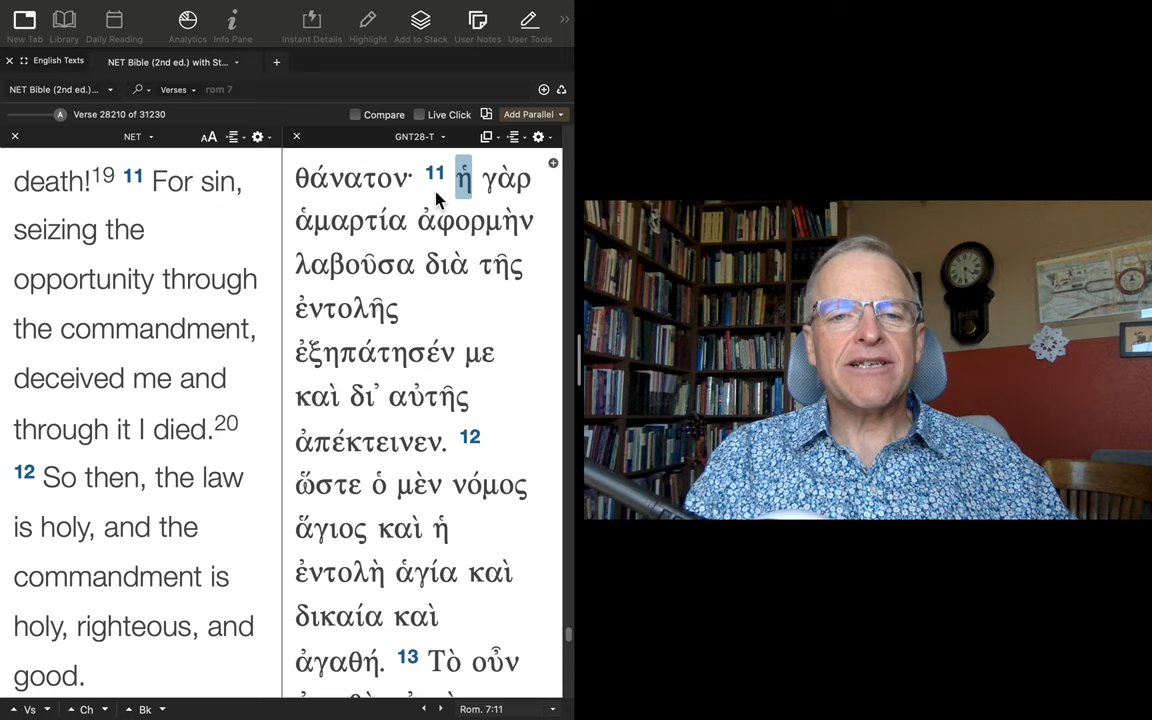 New Tab Library Daily Reading Analytics Info Pane Instant Details Highlight Add to Stack User Notes User Tools
English Texts NET Bible (2nd ed.) with St...
NET Bible (2nd ed.)... Verses rom 7
A Verse 28210 of 31230 Compare Live Click Add Parallel
NET AA GNT28-T
death!19 11 For sin,
seizing the
opportunity through
the commandment,
deceived me and
through it I died.20
12 So then, the law
is holy, and the
commandment is
holy, righteous, and
good.
θάνατον· 11 ἡ γὰρ
ἁμαρτία ἀφορμὴν
λαβοῦσα διὰ τῆς
ἐντολῆς
ἐξηπάτησέν με
καὶ δι᾽ αὐτῆς
ἀπέκτεινεν. 12
ὥστε ὁ μὲν νόμος
ἅγιος καὶ ἡ
ἐντολὴ ἁγία καὶ
δικαία καὶ
ἀγαθή. 13 Τὸ οὖν
Vs Ch Bk Rom. 7:11